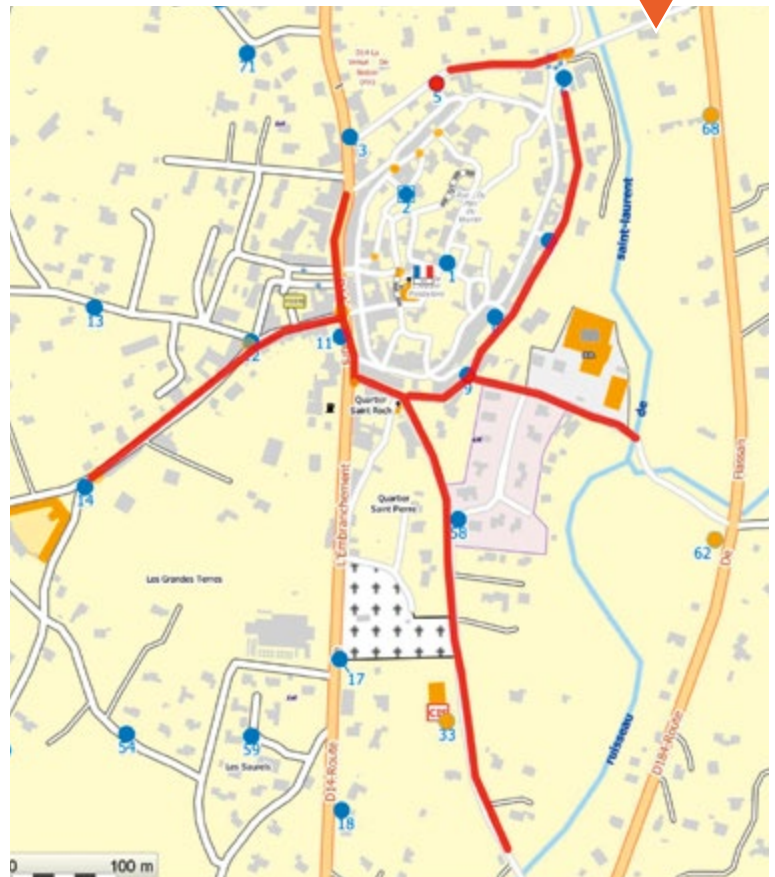 71
5
3
68
2
1
saint-laurent
13
12
11
9
Quartier
Saint Roch
de
Flassan
14
L'Embranchement
Quartier
Saint Pierre
58
62
De
Les Grandes Terres
17
33
54
59
Les Saurels
D14-Route
18
ruisseau
D184-Route
0
100 m